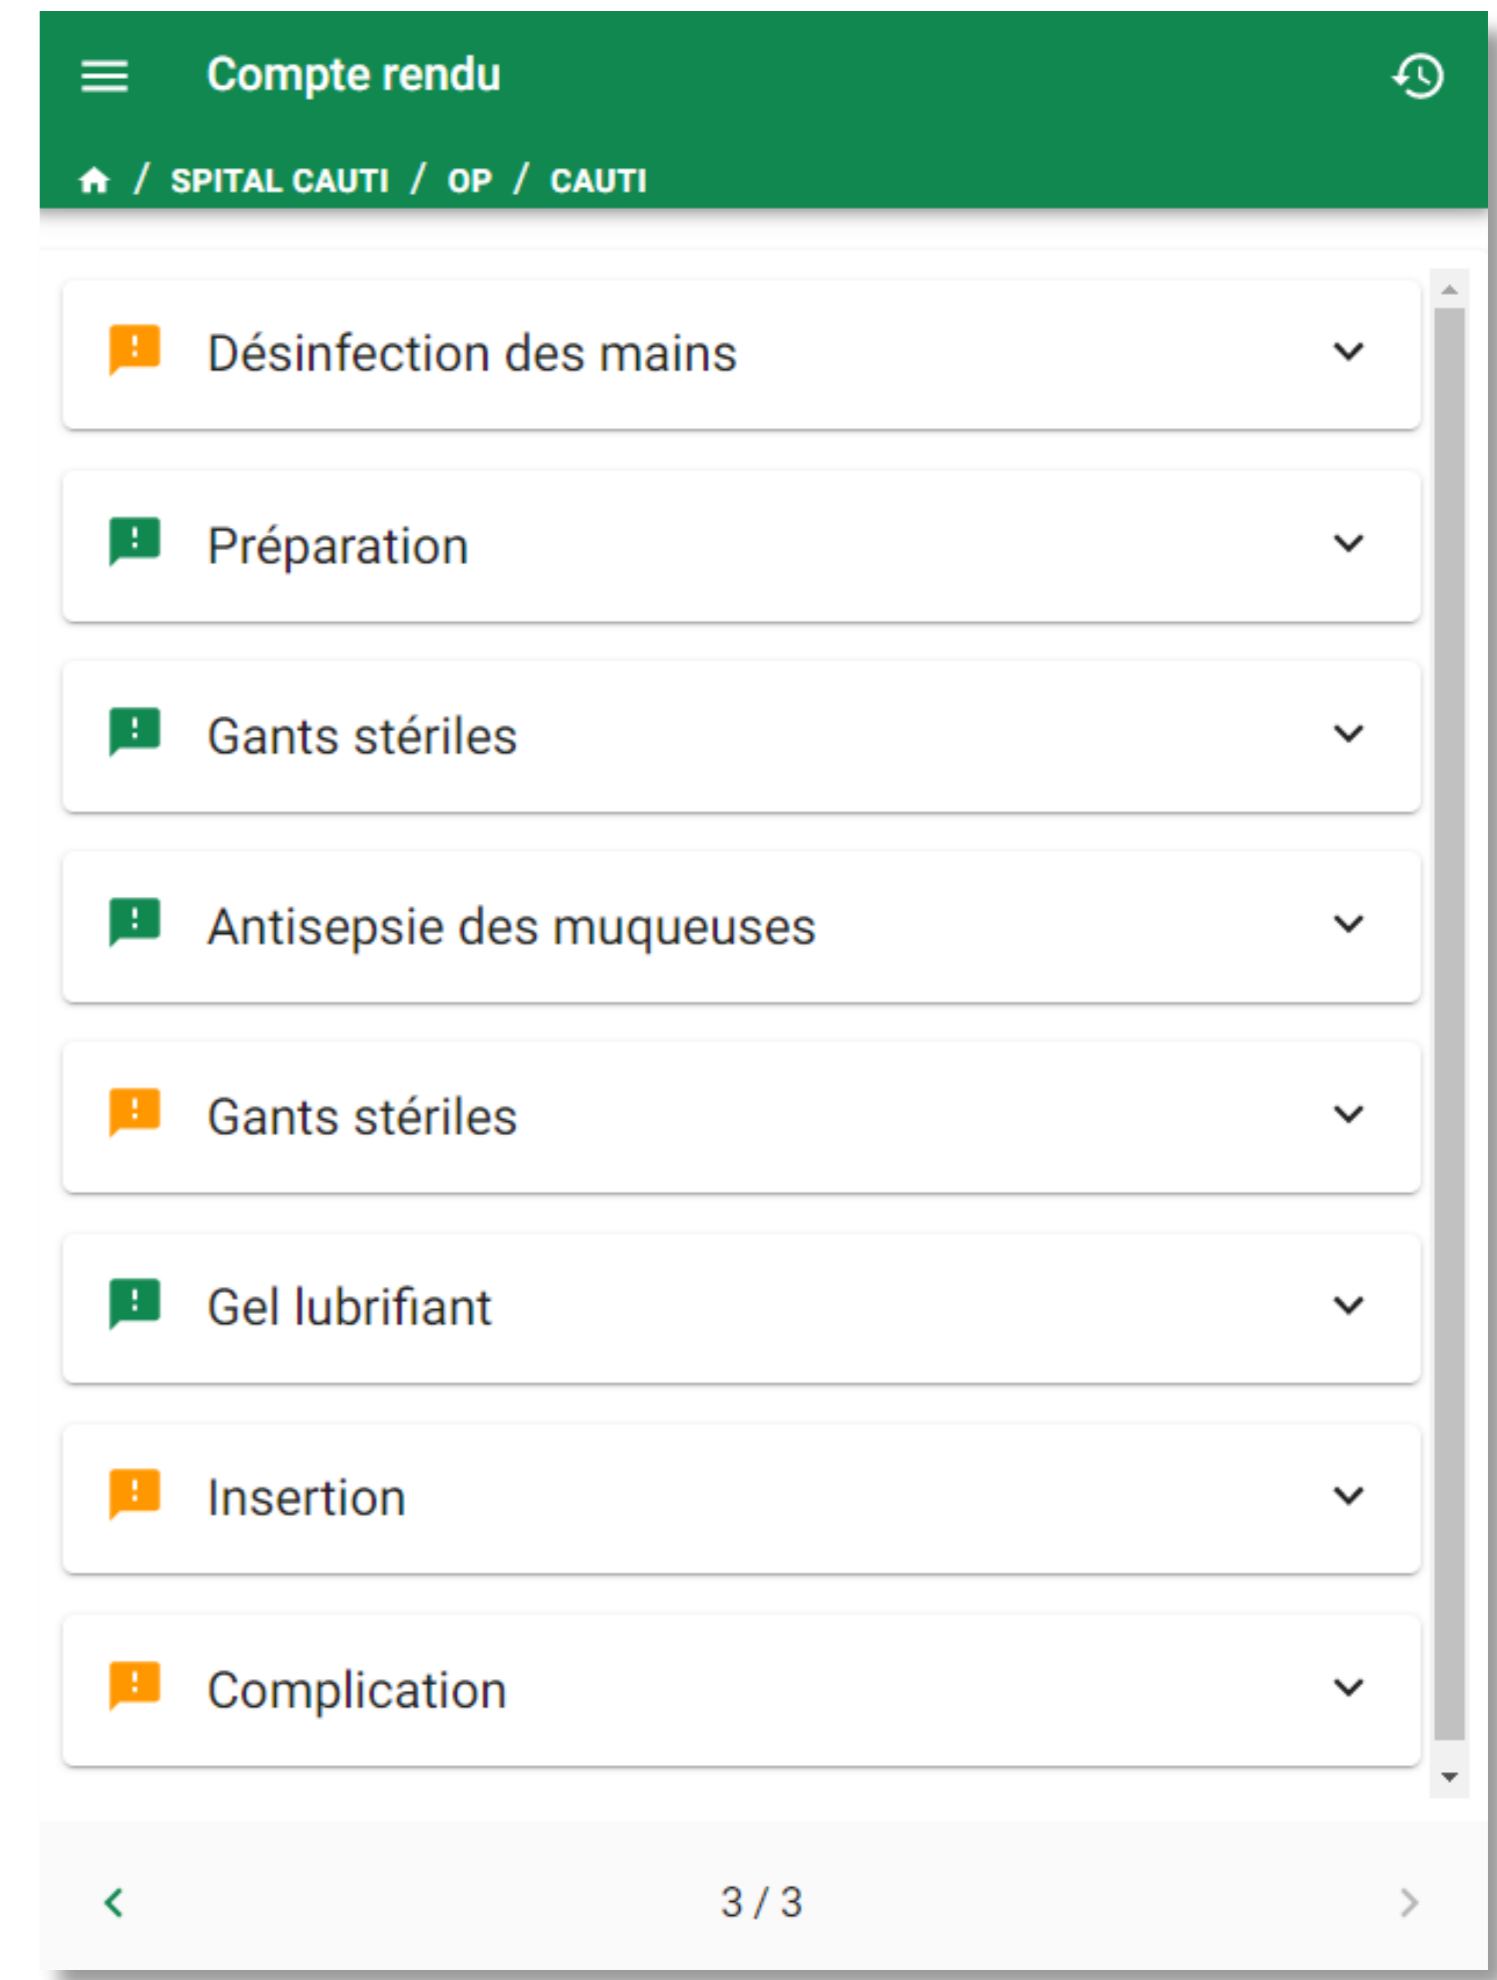 Compte rendu
/ SPITAL CAUTI / OP / CAUTI
Désinfection des mains
Préparation
Gants stériles
Antisepsie des muqueuses
Gants stériles
Gel lubrifiant
Insertion
Complication
3 / 3